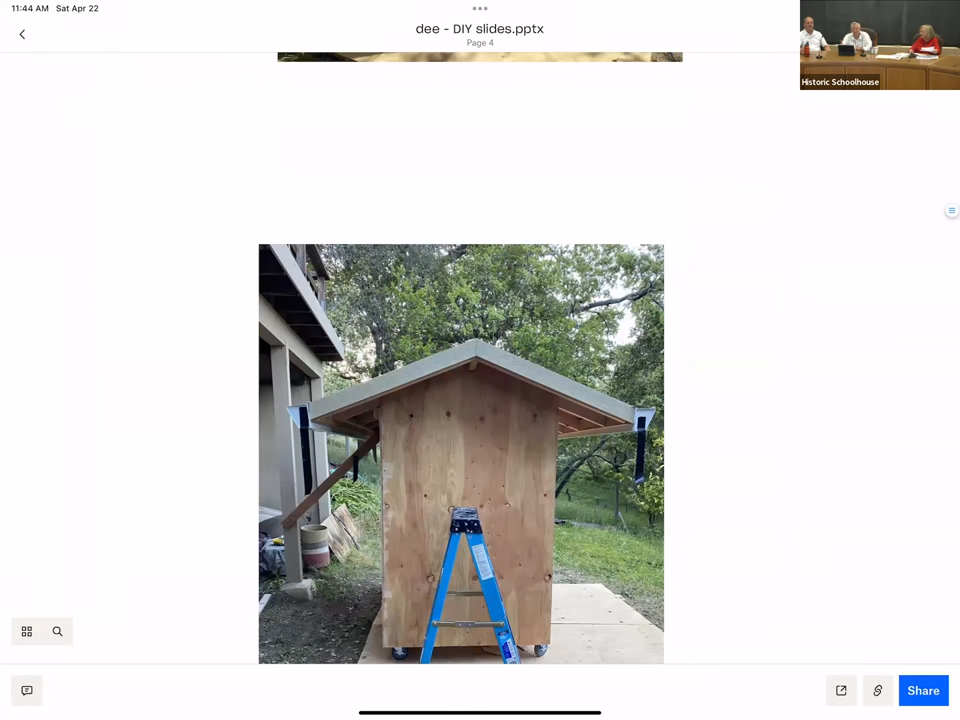 11:44 AM Sat Apr 22
dee - DIY slides.pptx
Page 4
Historic Schoolhouse
Share